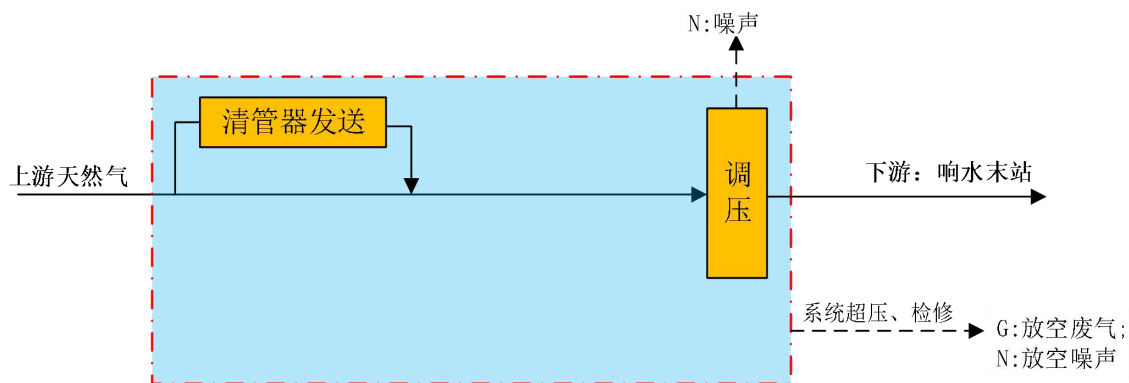 N:噪声
清管器发送
上游天然气
调
压
下游：响水末站
系统超压、检修
G:放空废气;
N:放空噪声